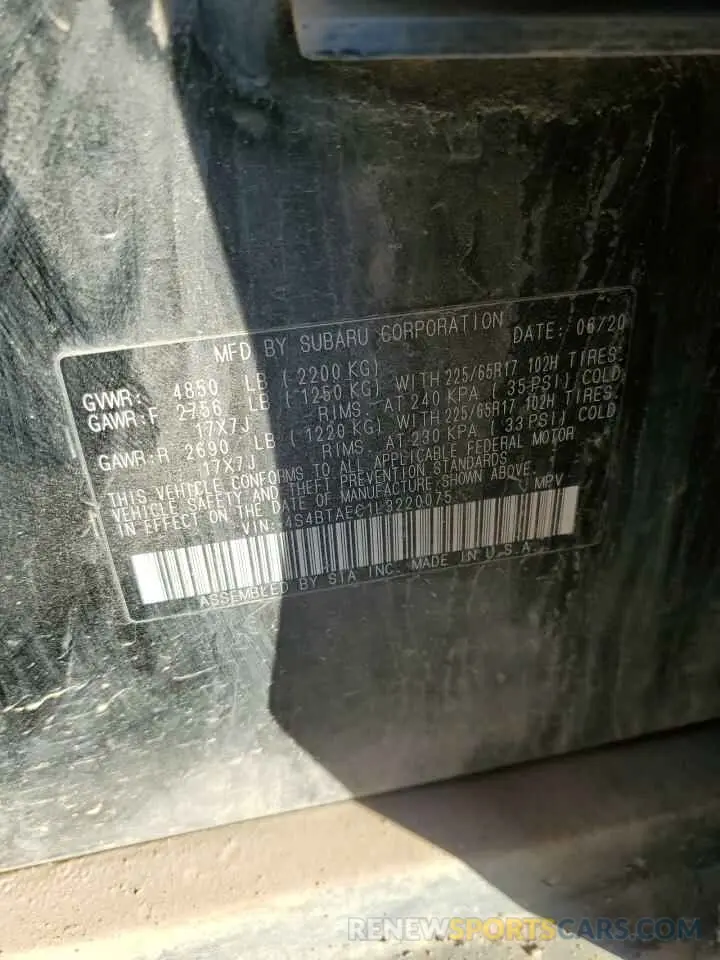 MFD BY SUBARU CORPORATION DATE: 06/20
GVWR: 4850 LB (2200 KG)
GAWR:F 2756 LB (1250 KG) WITH 225/65R17 102H TIRES.
17X7J RIMS. AT 240 KPA (35 PSI) COLD
GAWR:R 2690 LB (1220 KG) WITH 225/65R17 102H TIRES.
17X7J RIMS. AT 230 KPA (33 PSI) COLD
THIS VEHICLE CONFORMS TO ALL APPLICABLE FEDERAL MOTOR
VEHICLE SAFETY AND THEFT PREVENTION STANDARDS
IN EFFECT ON THE DATE OF MANUFACTURE SHOWN ABOVE.
VIN: 4S4BTAEC1L3220075 MPV
ASSEMBLED BY SIA INC. MADE IN U.S.A.
RENEWSPORTSCARS.COM